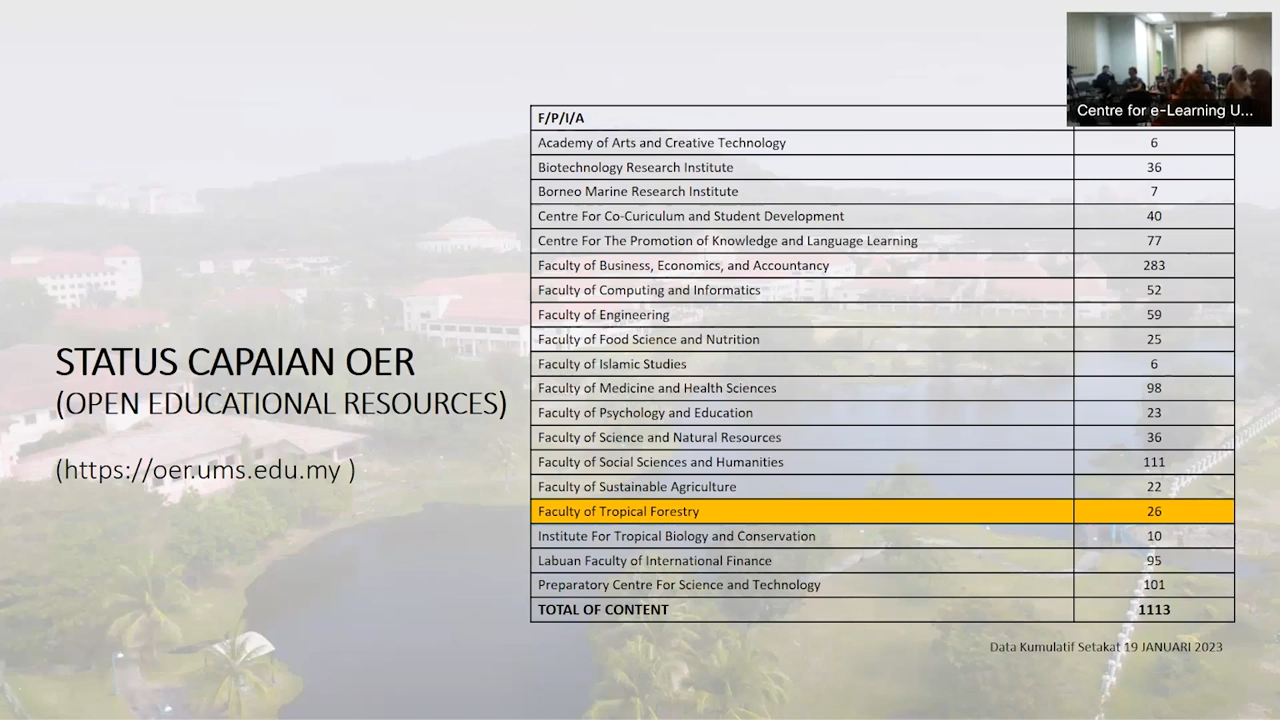 Centre for e-Learning U...
STATUS CAPAIAN OER
(OPEN EDUCATIONAL RESOURCES)
(https://oer.ums.edu.my )
F/P/I/A
Academy of Arts and Creative Technology 6
Biotechnology Research Institute 36
Borneo Marine Research Institute 7
Centre For Co-Curiculum and Student Development 40
Centre For The Promotion of Knowledge and Language Learning 77
Faculty of Business, Economics, and Accountancy 283
Faculty of Computing and Informatics 52
Faculty of Engineering 59
Faculty of Food Science and Nutrition 25
Faculty of Islamic Studies 6
Faculty of Medicine and Health Sciences 98
Faculty of Psychology and Education 23
Faculty of Science and Natural Resources 36
Faculty of Social Sciences and Humanities 111
Faculty of Sustainable Agriculture 22
Faculty of Tropical Forestry 26
Institute For Tropical Biology and Conservation 10
Labuan Faculty of International Finance 95
Preparatory Centre For Science and Technology 101
TOTAL OF CONTENT 1113
Data Kumulatif Setakat 19 JANUARI 2023